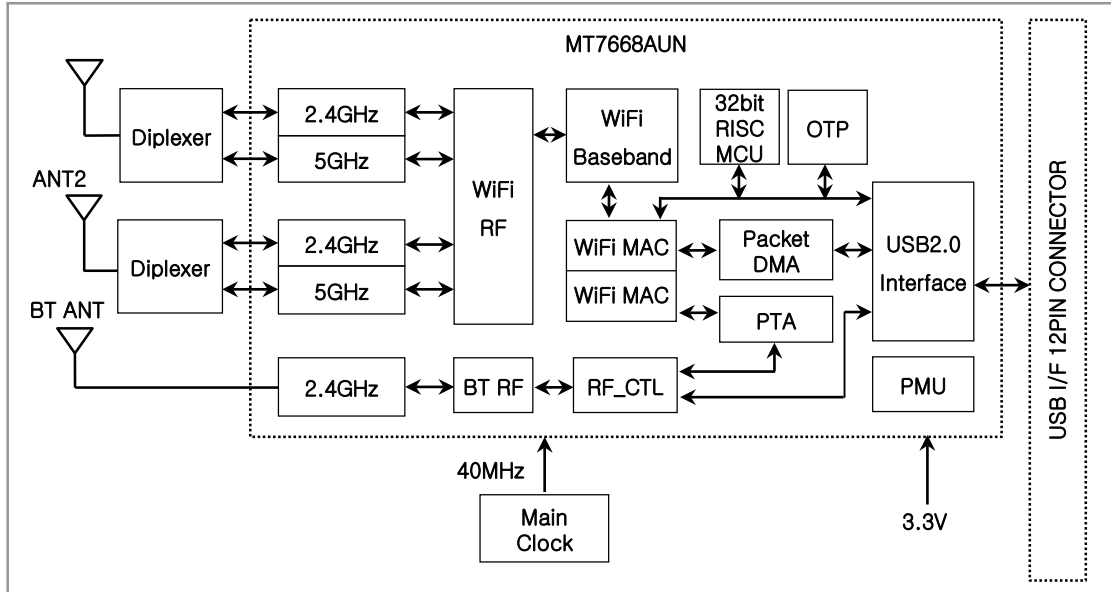 MT7668AUN
Diplexer
2.4GHz
5GHz
WiFi
RF
WiFi
Baseband
32bit
RISC
MCU
OTP
ANT2
Diplexer
2.4GHz
5GHz
WiFi MAC
WiFi MAC
Packet
DMA
USB2.0
Interface
PTA
BT ANT
2.4GHz
BT RF
RF_CTL
PMU
USB I/F 12PIN CONNECTOR
40MHz
Main
Clock
3.3V